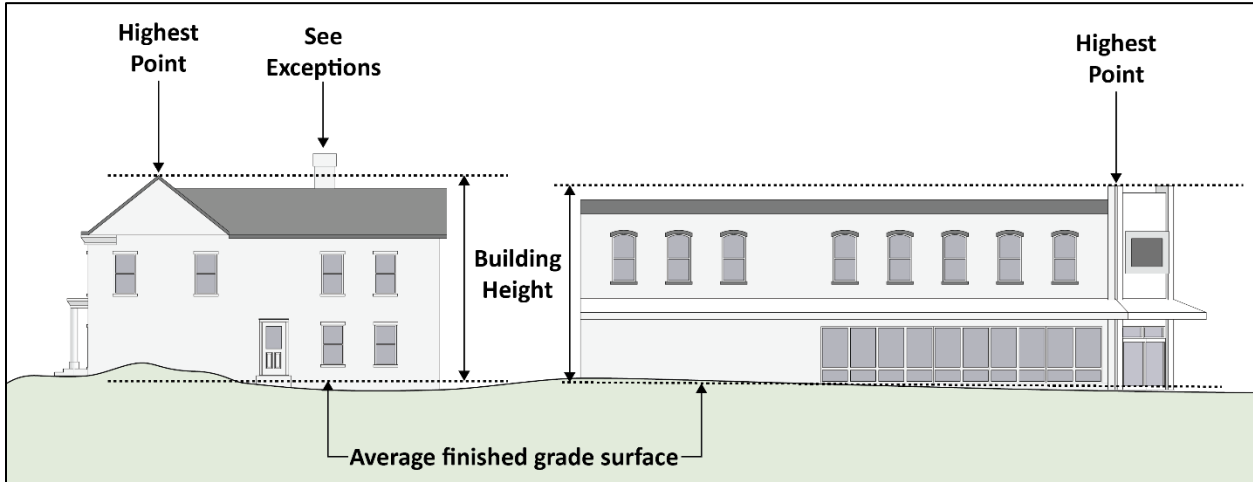 Highest
Point
See
Exceptions
Highest
Point
Building
Height
Average finished grade surface